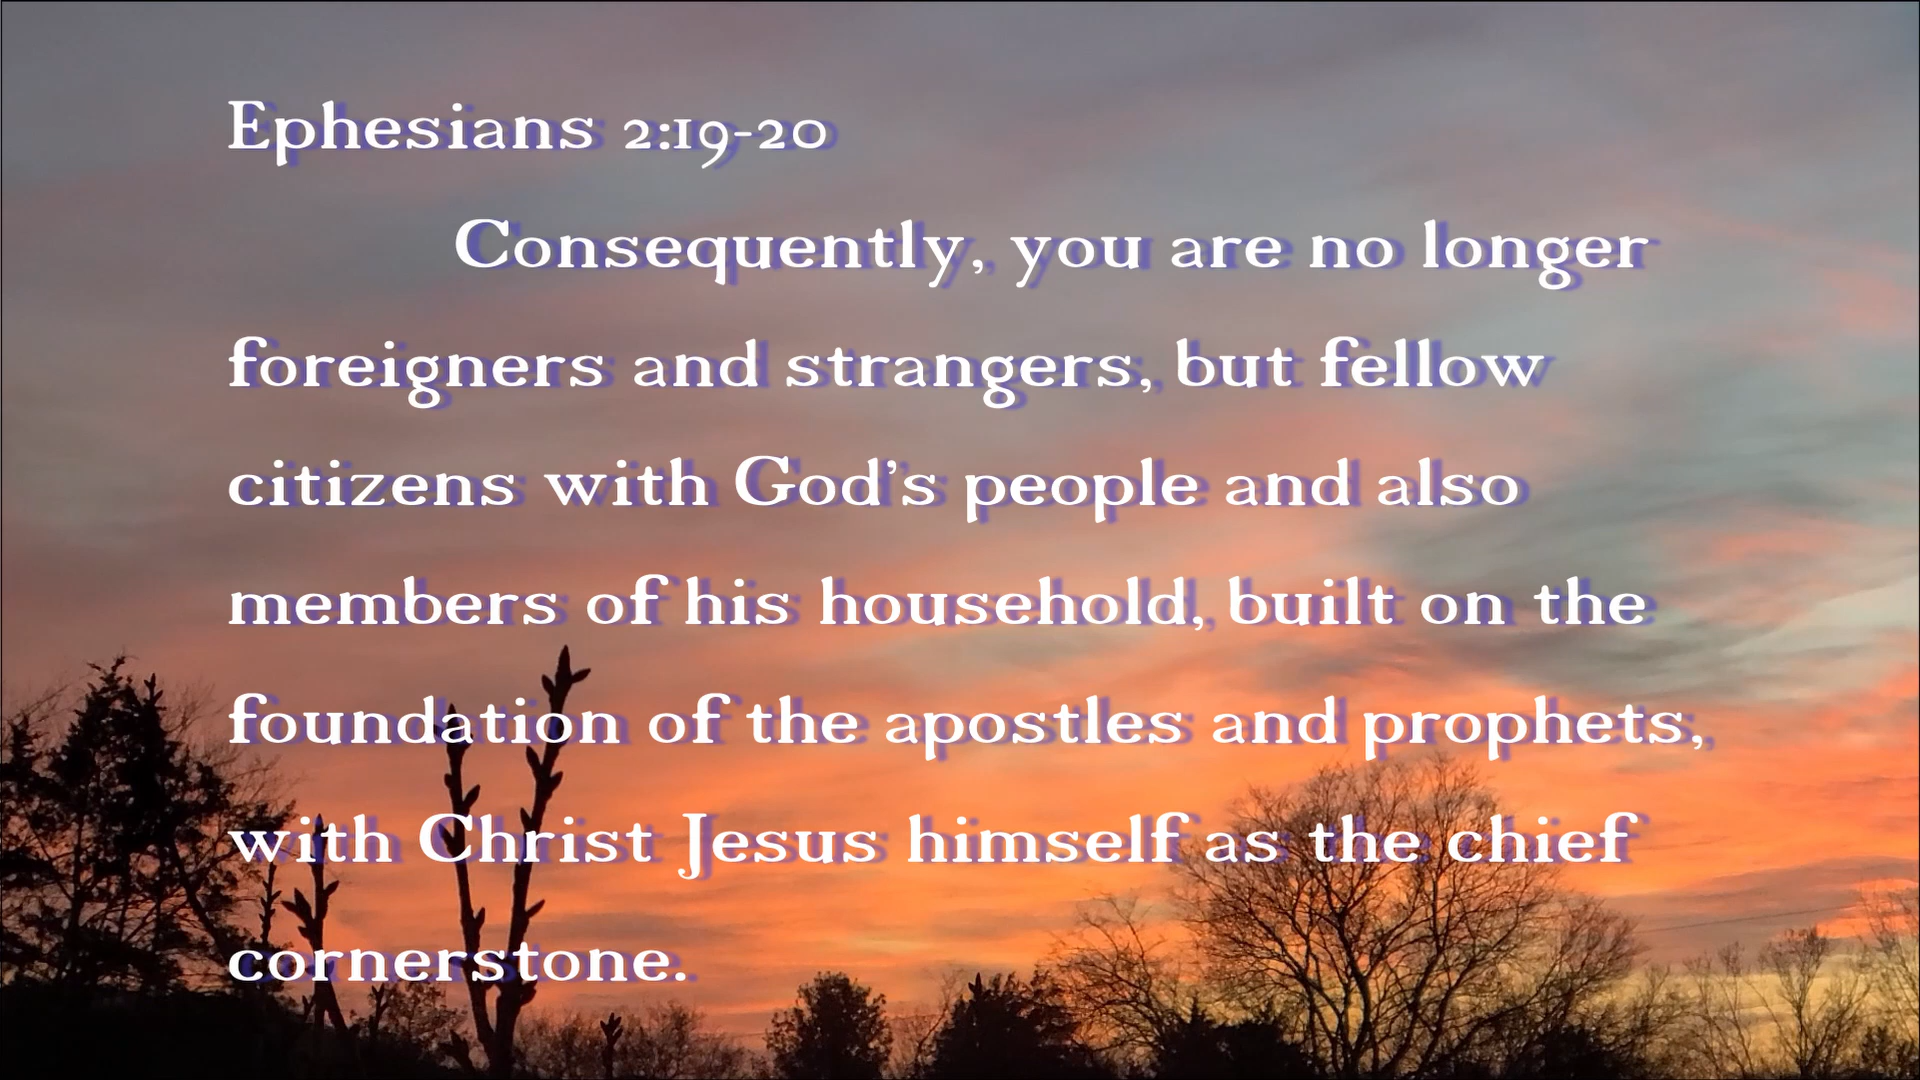 Ephesians 2:19-20
Consequently, you are no longer
foreigners and strangers, but fellow
citizens with God’s people and also
members of his household, built on the
foundation of the apostles and prophets,
with Christ Jesus himself as the chief
cornerstone.